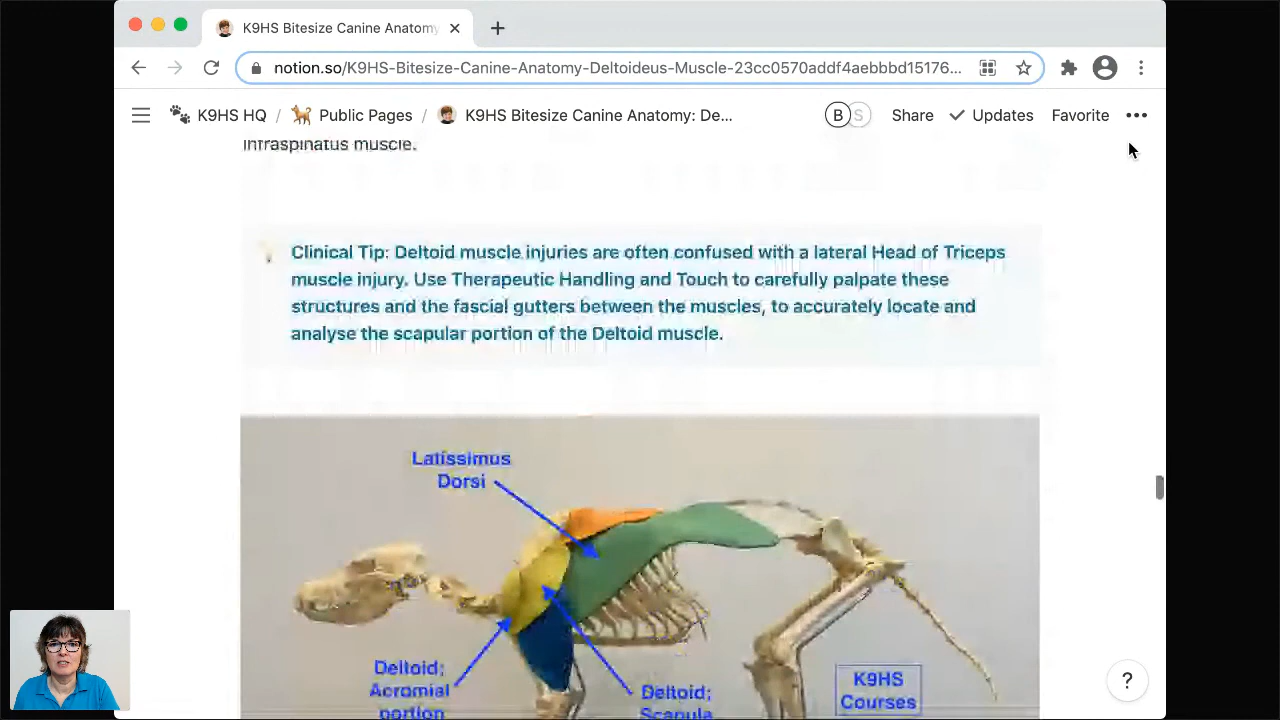 K9HS Bitesize Canine Anatomy
notion.so/K9HS-Bitesize-Canine-Anatomy-Deltoideus-Muscle-23cc0570addf4aebbbd15176...
K9HS HQ / Public Pages / K9HS Bitesize Canine Anatomy: De...
B S Share Updates Favorite
infraspinatus muscle.
Clinical Tip: Deltoid muscle injuries are often confused with a lateral Head of Triceps
muscle injury. Use Therapeutic Handling and Touch to carefully palpate these
structures and the fascial gutters between the muscles, to accurately locate and
analyse the scapular portion of the Deltoid muscle.
Latissimus
Dorsi
Deltoid;
Acromial
portion
Deltoid;
Scapula
K9HS
Courses
?